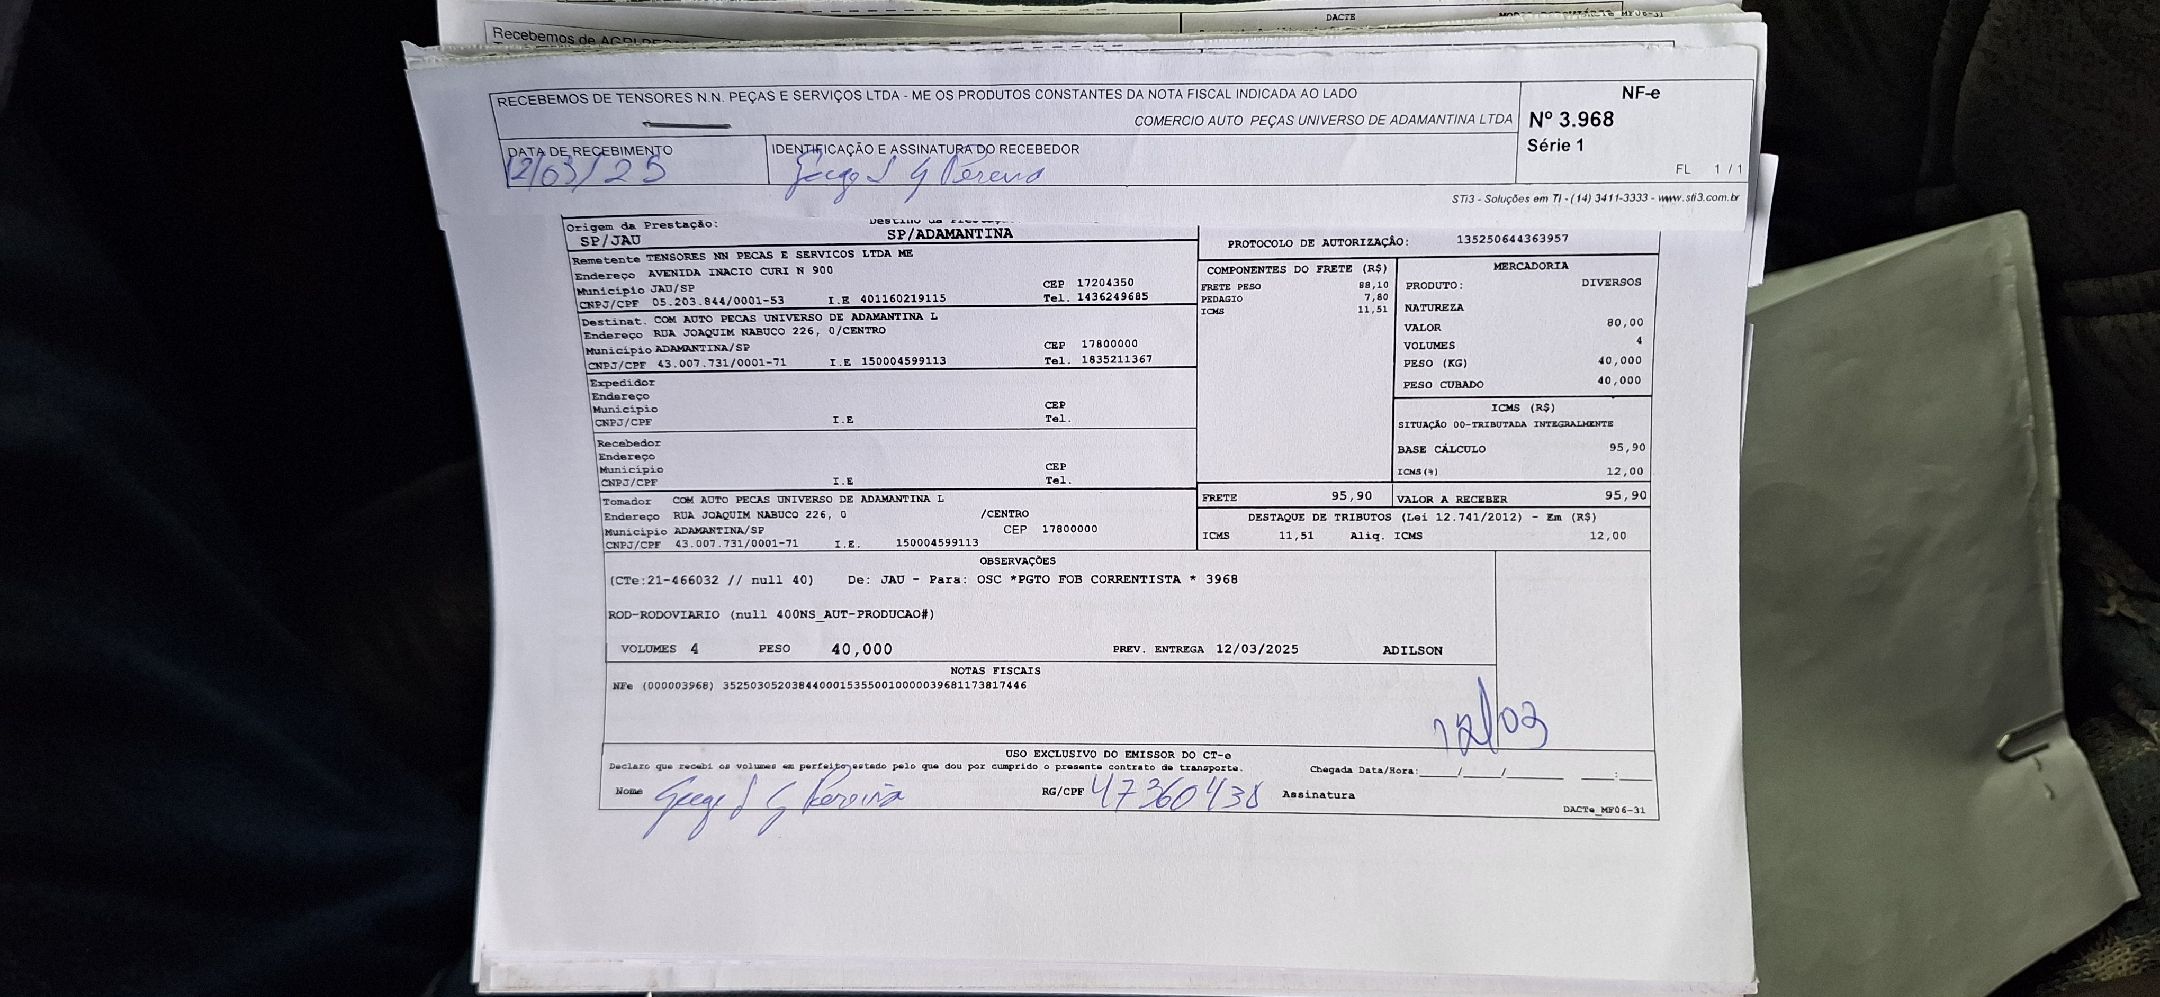 DACTE
Recebemos de AGRI
RECEBEMOS DE TENSORES N.N. PEÇAS E SERVIÇOS LTDA - ME OS PRODUTOS CONSTANTES DA NOTA FISCAL INDICADA AO LADO
NF-e
COMERCIO AUTO PEÇAS UNIVERSO DE ADAMANTINA LTDA
Nº 3.968
Série 1
DATA DE RECEBIMENTO
IDENTIFICAÇÃO E ASSINATURA DO RECEBEDOR
12/03/25
Pereira
FL 1 / 1
STi3 - Soluções em TI - (14) 3411-3333 - www.sti3.com.br
Origem da Prestação:
SP/JAU
SP/ADAMANTINA
PROTOCOLO DE AUTORIZAÇÃO: 135250644363957
Remetente TENSORES NN PECAS E SERVICOS LTDA ME
Endereço AVENIDA INACIO CURI N 900
Município JAU/SP CEP 17204350
CNPJ/CPF 05.203.844/0001-53 I.E 401160219115 Tel. 1436249685
Destinat. COM AUTO PECAS UNIVERSO DE ADAMANTINA L
Endereço RUA JOAQUIM NABUCO 226, 0/CENTRO
Município ADAMANTINA/SP CEP 17800000
CNPJ/CPF 43.007.731/0001-71 I.E 150004599113 Tel. 1835211367
Expedidor
Endereço
Município CEP
CNPJ/CPF I.E Tel.
Recebedor
Endereço
Município CEP
CNPJ/CPF I.E Tel.
Tomador COM AUTO PECAS UNIVERSO DE ADAMANTINA L
Endereço RUA JOAQUIM NABUCO 226, 0 /CENTRO
Município ADAMANTINA/SP CEP 17800000
CNPJ/CPF 43.007.731/0001-71 I.E. 150004599113
COMPONENTES DO FRETE (R$)
FRETE PESO 88,10
PEDAGIO 7,80
ICMS 11,51
MERCADORIA
PRODUTO: DIVERSOS
NATUREZA
VALOR 80,00
VOLUMES 4
PESO (KG) 40,000
PESO CUBADO 40,000
ICMS (R$)
SITUAÇÃO 00-TRIBUTADA INTEGRALMENTE
BASE CÁLCULO 95,90
ICMS(%) 12,00
FRETE 95,90
VALOR A RECEBER 95,90
DESTAQUE DE TRIBUTOS (Lei 12.741/2012) - Em (R$)
ICMS 11,51 Aliq. ICMS 12,00
OBSERVAÇÕES
(CTe:21-466032 // null 40) De: JAU - Para: OSC *PGTO FOB CORRENTISTA * 3968
ROD-RODOVIARIO (null 400NS_AUT-PRODUCAO#)
VOLUMES 4 PESO 40,000 PREV. ENTREGA 12/03/2025 ADILSON
NOTAS FISCAIS
NFe (000003968) 35250305203844000153550010000039681173817446
12/03
USO EXCLUSIVO DO EMISSOR DO CT-e
Declaro que recebi os volumes em perfeito estado pelo que dou por cumprido o presente contrato de transporte.
Chegada Data/Hora:____/____/______ ___:___
Nome Pereira RG/CPF 47360438 Assinatura
DACTe_MF06-31